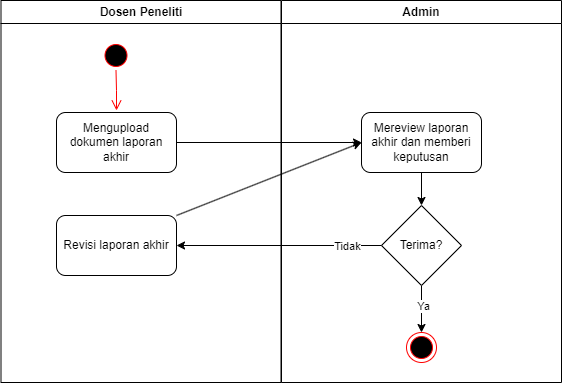 Dosen Peneliti
Admin
Mengupload
dokumen laporan
akhir
Mereview laporan
akhir dan memberi
keputusan
Revisi laporan akhir
Tidak
Terima?
Ya